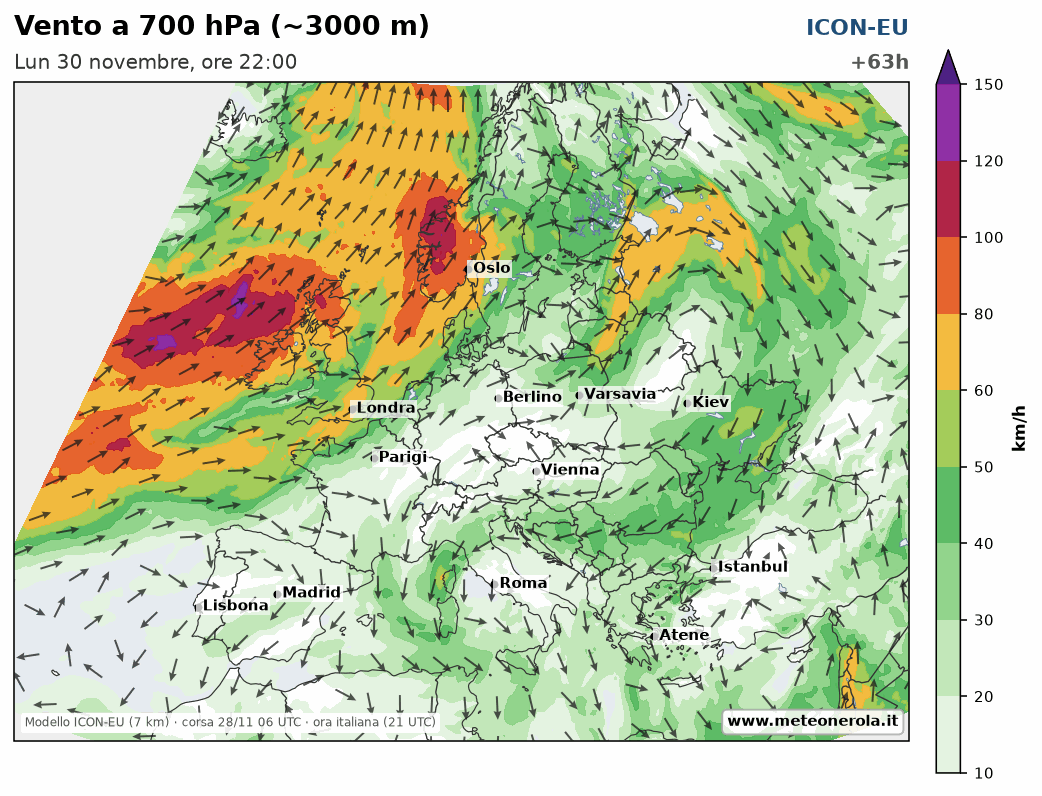 Vento a 700 hPa (~3000 m)
ICON-EU
Lun 30 novembre, ore 22:00
+63h
150
120
100
80
60
50
40
30
20
10
km/h
Oslo
Berlino
Varsavia
Kiev
Londra
Parigi
Vienna
Istanbul
Roma
Madrid
Lisbona
Atene
Modello ICON-EU (7 km) · corsa 28/11 06 UTC · ora italiana (21 UTC)
www.meteonerola.it